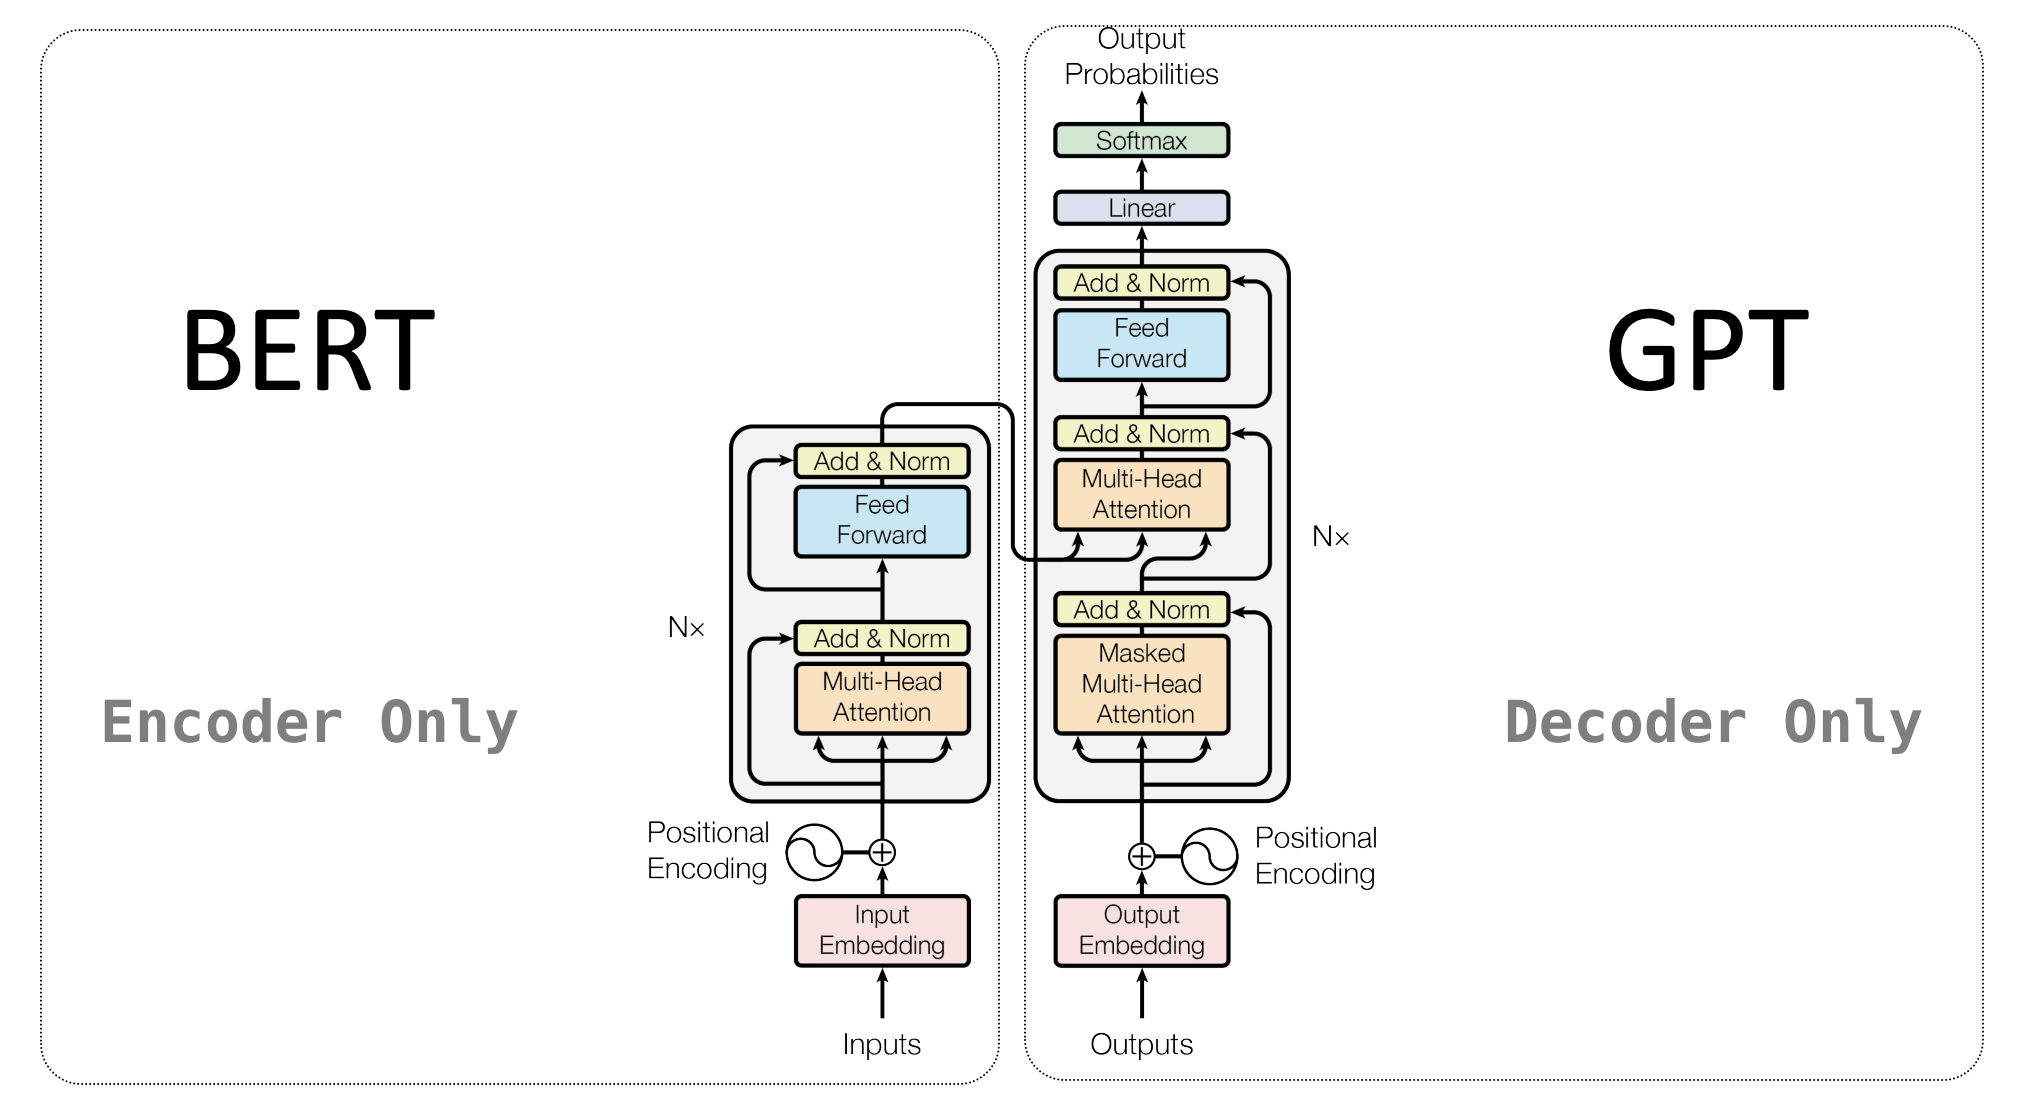 BERT
Encoder Only
Add & Norm
Feed
Forward
Nx
Add & Norm
Multi-Head
Attention
Positional
Encoding
Input
Embedding
Inputs
Output
Probabilities
Softmax
Linear
Add & Norm
Feed
Forward
Add & Norm
Multi-Head
Attention
Nx
Add & Norm
Masked
Multi-Head
Attention
Positional
Encoding
Output
Embedding
Outputs
GPT
Decoder Only